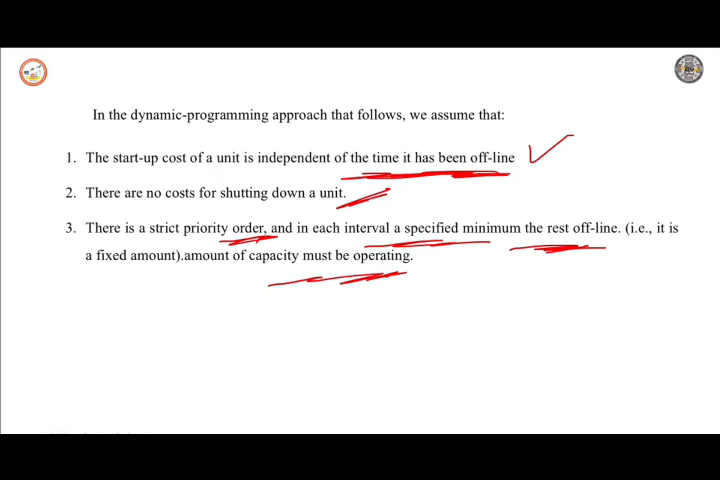 In the dynamic-programming approach that follows, we assume that:
1. The start-up cost of a unit is independent of the time it has been off-line
2. There are no costs for shutting down a unit.
3. There is a strict priority order, and in each interval a specified minimum the rest off-line. (i.e., it is
a fixed amount).amount of capacity must be operating.